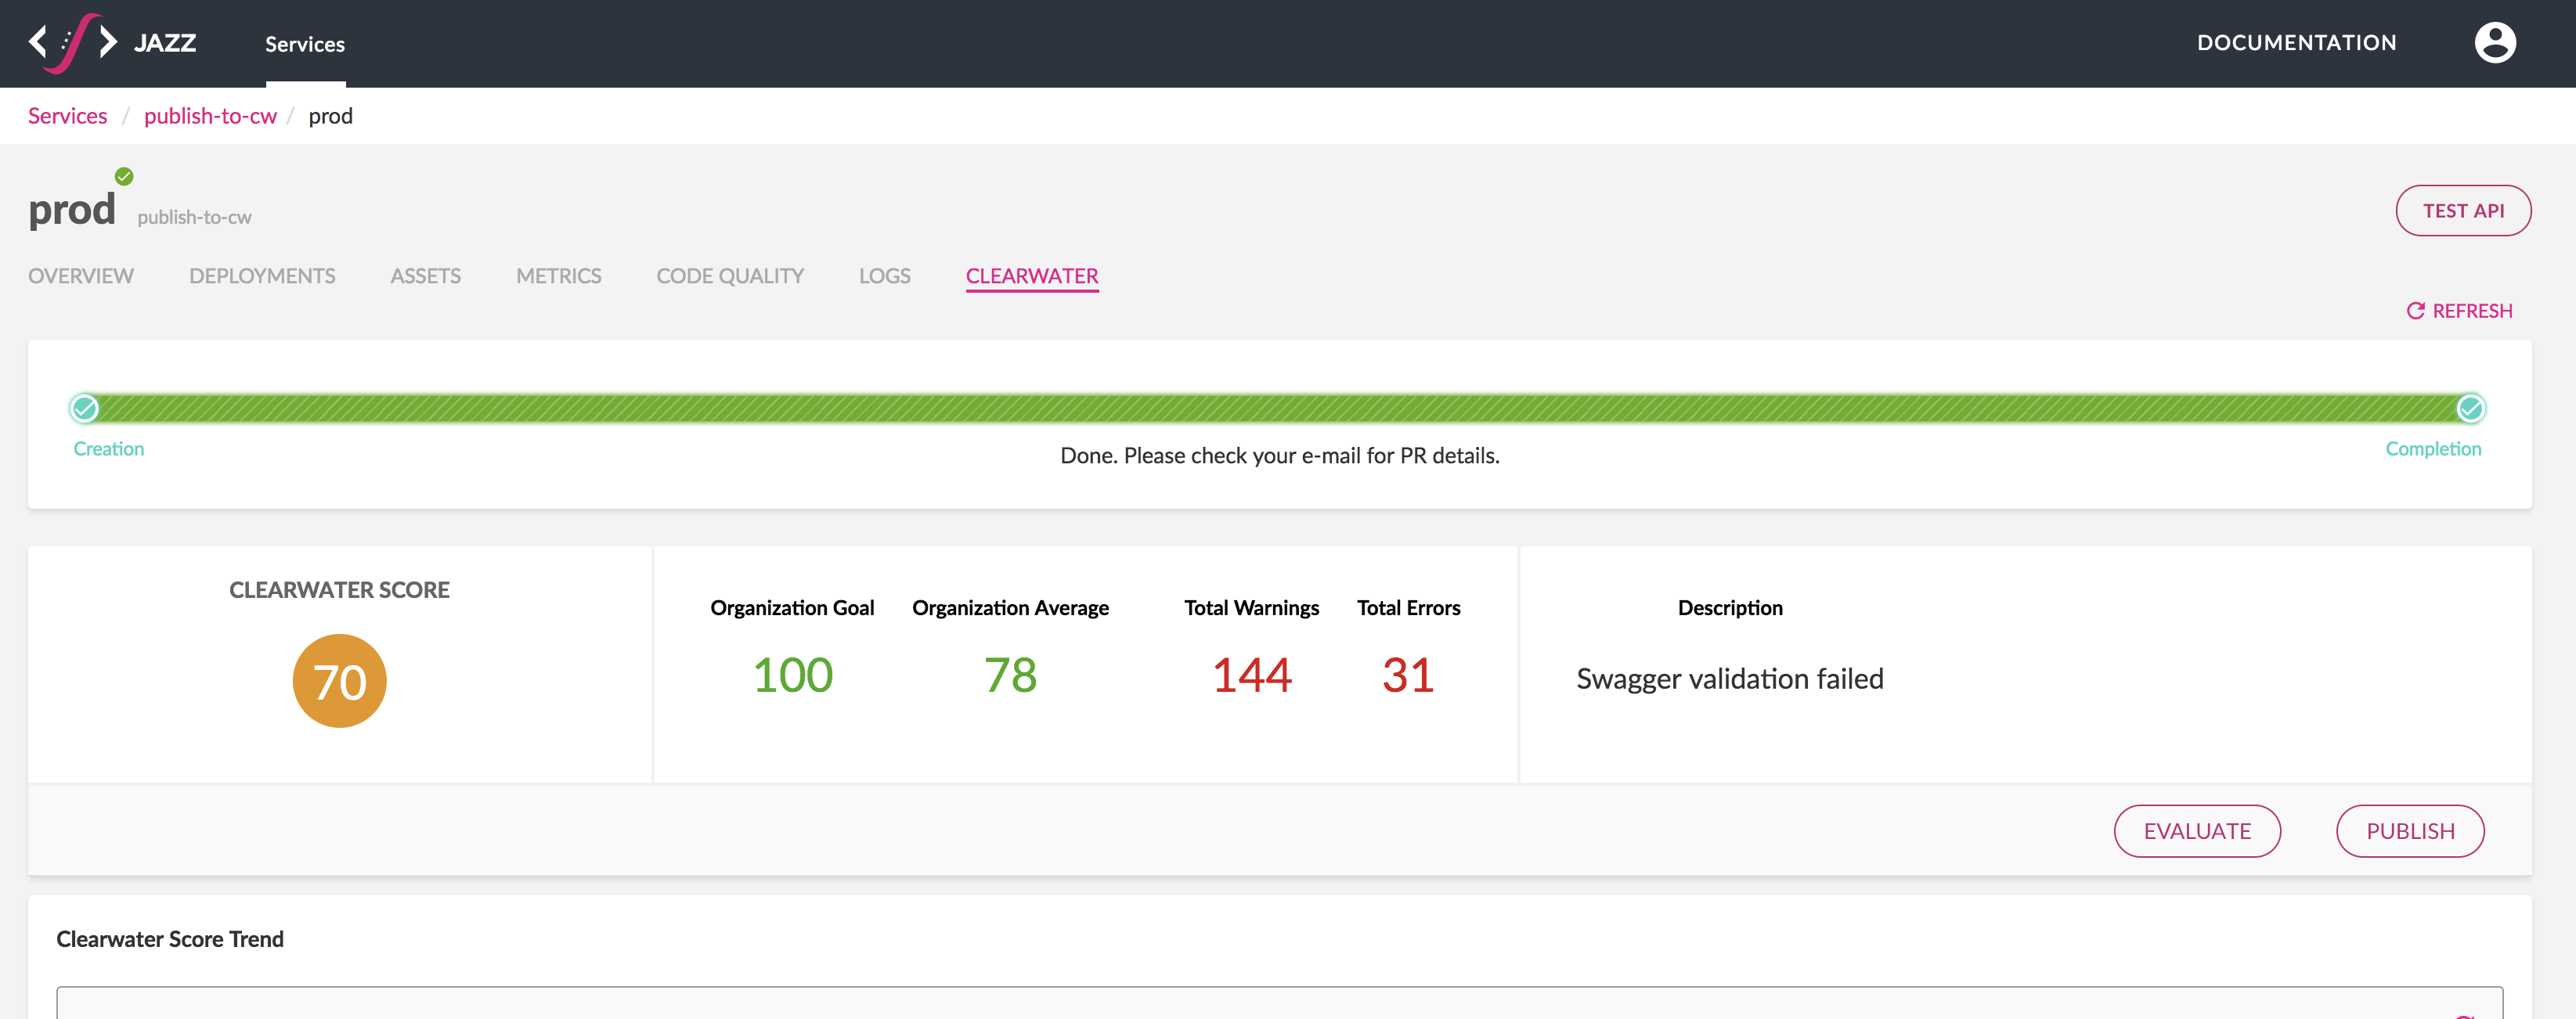 JAZZ Services DOCUMENTATION
Services / publish-to-cw / prod
prod publish-to-cw
TEST API
OVERVIEW DEPLOYMENTS ASSETS METRICS CODE QUALITY LOGS CLEARWATER
REFRESH
Creation Completion
Done. Please check your e-mail for PR details.
CLEARWATER SCORE
70
Organization Goal Organization Average Total Warnings Total Errors
100 78 144 31
Description
Swagger validation failed
EVALUATE PUBLISH
Clearwater Score Trend